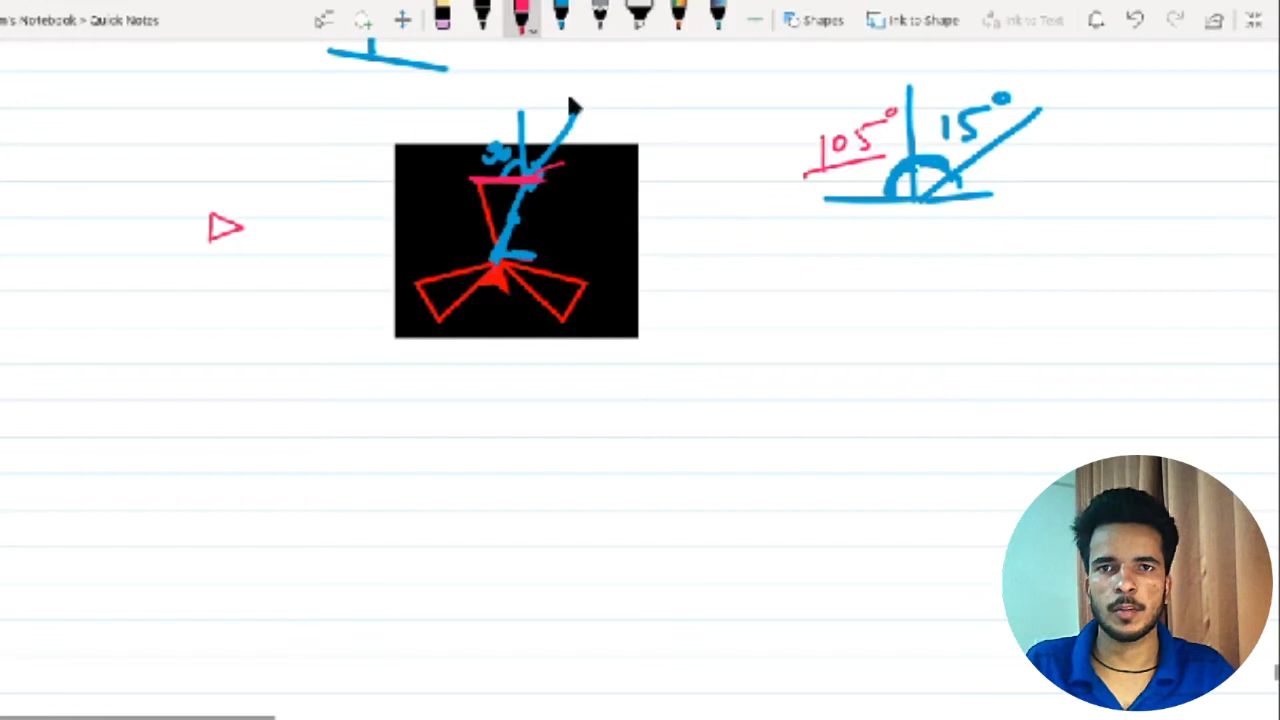 m's Notebook > Quick Notes
Shapes
Ink to Shape
Ink to Text
105°
15°